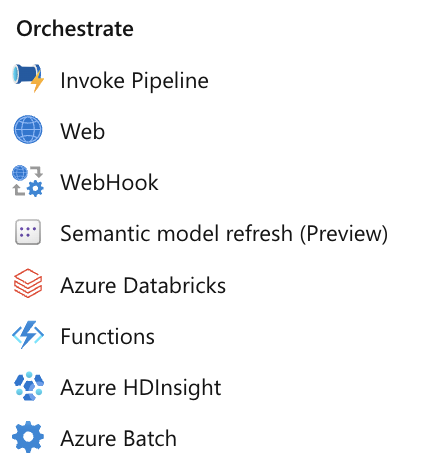 Orchestrate
Invoke Pipeline
Web
WebHook
Semantic model refresh (Preview)
Azure Databricks
Functions
Azure HDInsight
Azure Batch